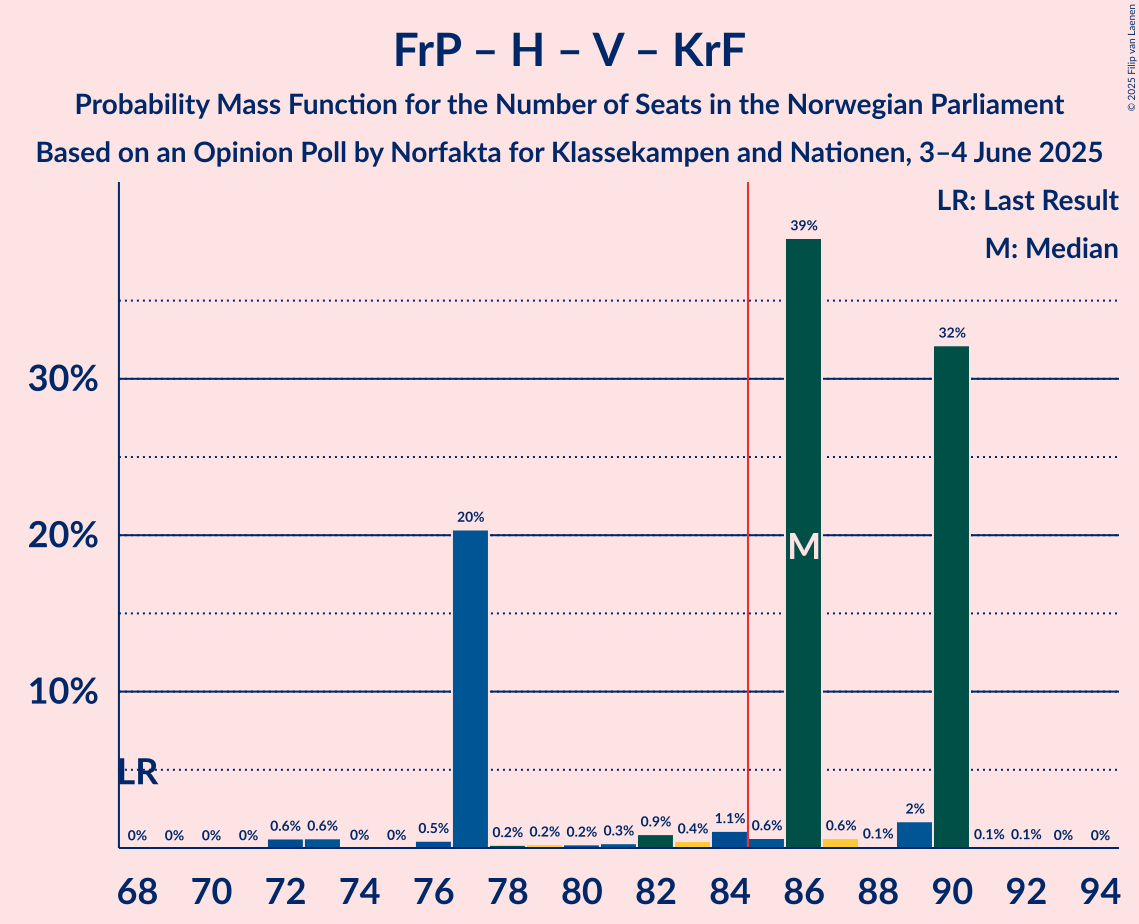 FrP – H – V – KrF
Probability Mass Function for the Number of Seats in the Norwegian Parliament
Based on an Opinion Poll by Norfakta for Klassekampen and Nationen, 3–4 June 2025
© 2025 Filip van Laenen
LR: Last Result
M: Median
30%
20%
10%
LR
M
0% 0% 0% 0% 0.6% 0.6% 0% 0% 0.5% 20% 0.2% 0.2% 0.2% 0.3% 0.9% 0.4% 1.1% 0.6% 39% 0.6% 0.1% 2% 32% 0.1% 0.1% 0% 0%
68 70 72 74 76 78 80 82 84 86 88 90 92 94